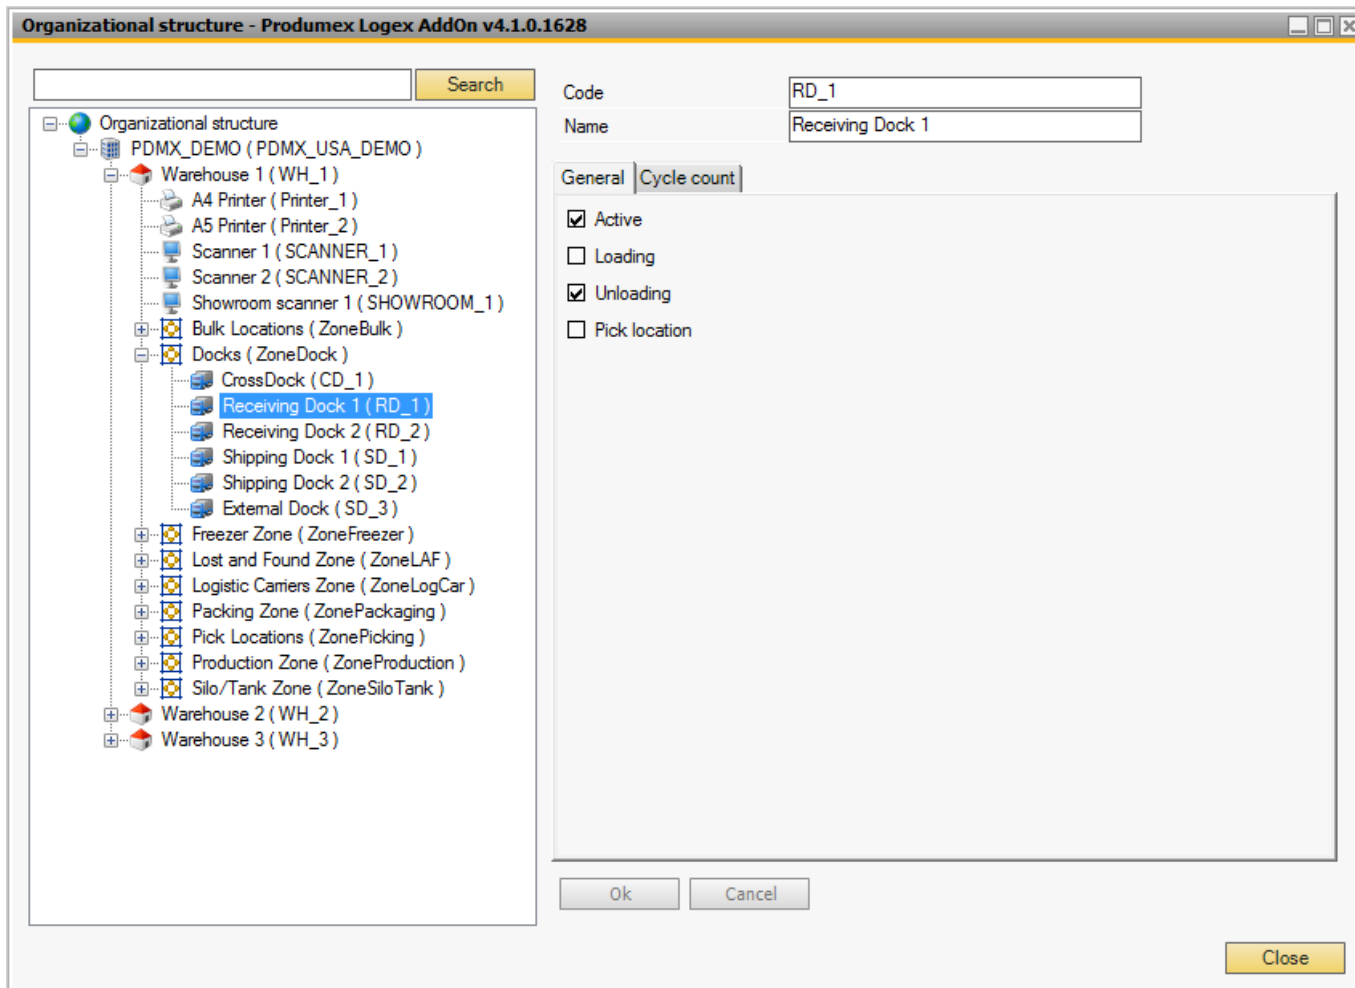 Organizational structure - Produmex Logex AddOn v4.1.0.1628
Search
Organizational structure
PDMX_DEMO ( PDMX_USA_DEMO )
Warehouse 1 ( WH_1 )
A4 Printer ( Printer_1 )
A5 Printer ( Printer_2 )
Scanner 1 ( SCANNER_1 )
Scanner 2 ( SCANNER_2 )
Showroom scanner 1 ( SHOWROOM_1 )
Bulk Locations ( ZoneBulk )
Docks ( ZoneDock )
CrossDock ( CD_1 )
Receiving Dock 1 ( RD_1 )
Receiving Dock 2 ( RD_2 )
Shipping Dock 1 ( SD_1 )
Shipping Dock 2 ( SD_2 )
External Dock ( SD_3 )
Freezer Zone ( ZoneFreezer )
Lost and Found Zone ( ZoneLAF )
Logistic Carriers Zone ( ZoneLogCar )
Packing Zone ( ZonePackaging )
Pick Locations ( ZonePicking )
Production Zone ( ZoneProduction )
Silo/Tank Zone ( ZoneSiloTank )
Warehouse 2 ( WH_2 )
Warehouse 3 ( WH_3 )
Code RD_1
Name Receiving Dock 1
General Cycle count
Active
Loading
Unloading
Pick location
Ok Cancel
Close